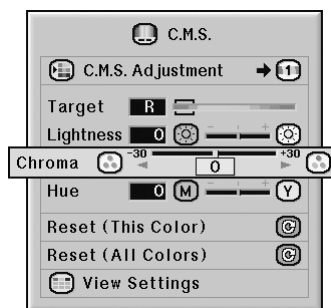 C.M.S.
C.M.S. Adjustment 1
Target R
Lightness 0 - +
Chroma -30 +30
0
Hue 0 M - + Y
Reset (This Color)
Reset (All Colors)
View Settings